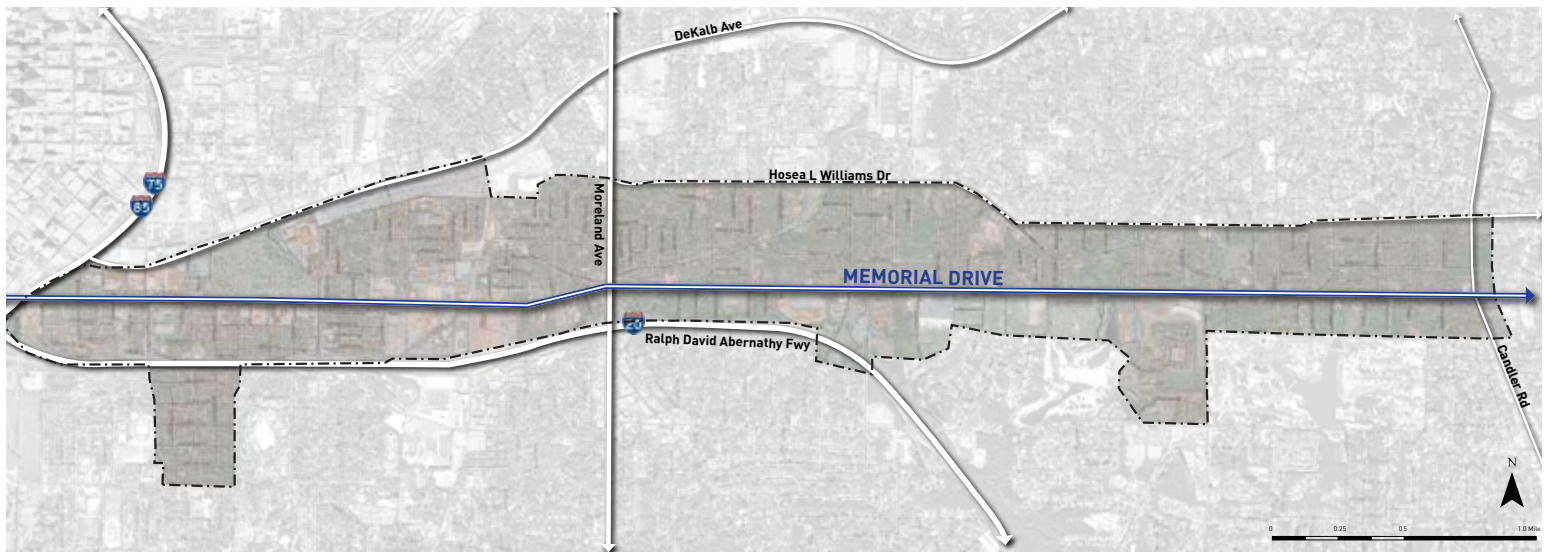 DeKalb Ave
75
85
Hosea L Williams Dr
Moreland Ave
MEMORIAL DRIVE
20
Ralph David Abernathy Fwy
Candler Rd
N
0 0.25 0.5 1.0 Mile